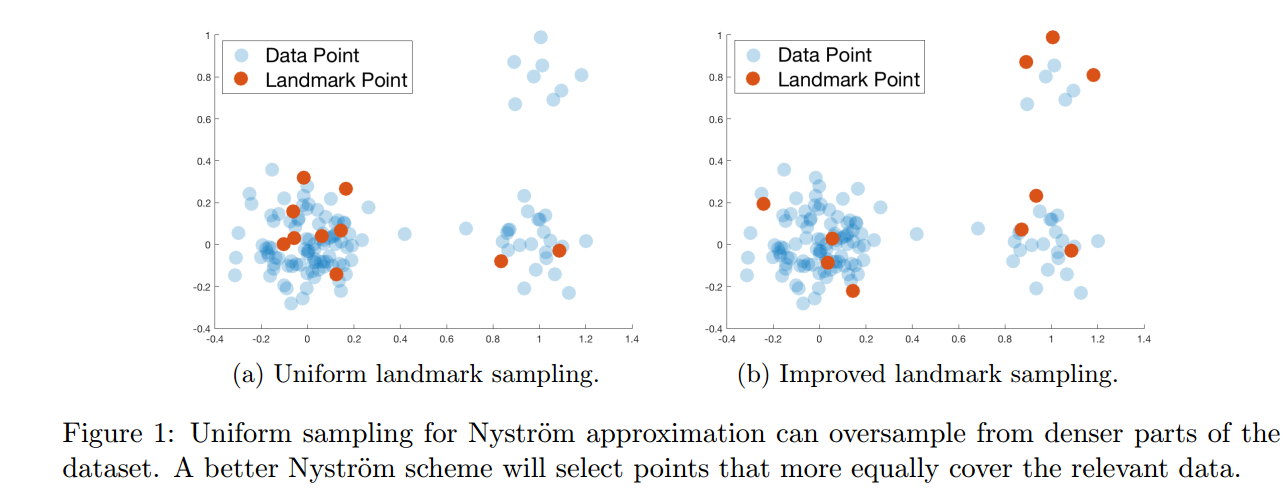 Data Point
Landmark Point
1
0.8
0.6
0.4
0.2
0
-0.2
-0.4
-0.4 -0.2 0 0.2 0.4 0.6 0.8 1 1.2 1.4
(a) Uniform landmark sampling.
Data Point
Landmark Point
1
0.8
0.6
0.4
0.2
0
-0.2
-0.4
-0.4 -0.2 0 0.2 0.4 0.6 0.8 1 1.2 1.4
(b) Improved landmark sampling.
Figure 1: Uniform sampling for Nyström approximation can oversample from denser parts of the
dataset. A better Nyström scheme will select points that more equally cover the relevant data.